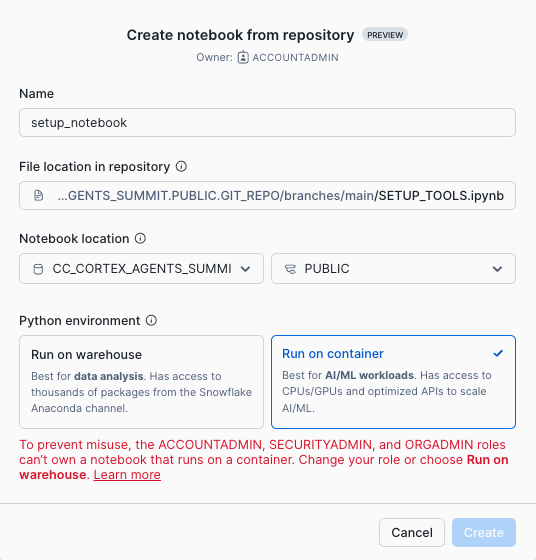 Create notebook from repository PREVIEW
Owner: ACCOUNTADMIN
Name
setup_notebook
File location in repository
...GENTS_SUMMIT.PUBLIC.GIT_REPO/branches/main/SETUP_TOOLS.ipynb
Notebook location
CC_CORTEX_AGENTS_SUMMI PUBLIC
Python environment
Run on warehouse
Best for data analysis. Has access to
thousands of packages from the Snowflake
Anaconda channel.
Run on container
Best for AI/ML workloads. Has access to
CPUs/GPUs and optimized APIs to scale
AI/ML.
To prevent misuse, the ACCOUNTADMIN, SECURITYADMIN, and ORGADMIN roles
can't own a notebook that runs on a container. Change your role or choose Run on
warehouse. Learn more
Cancel Create